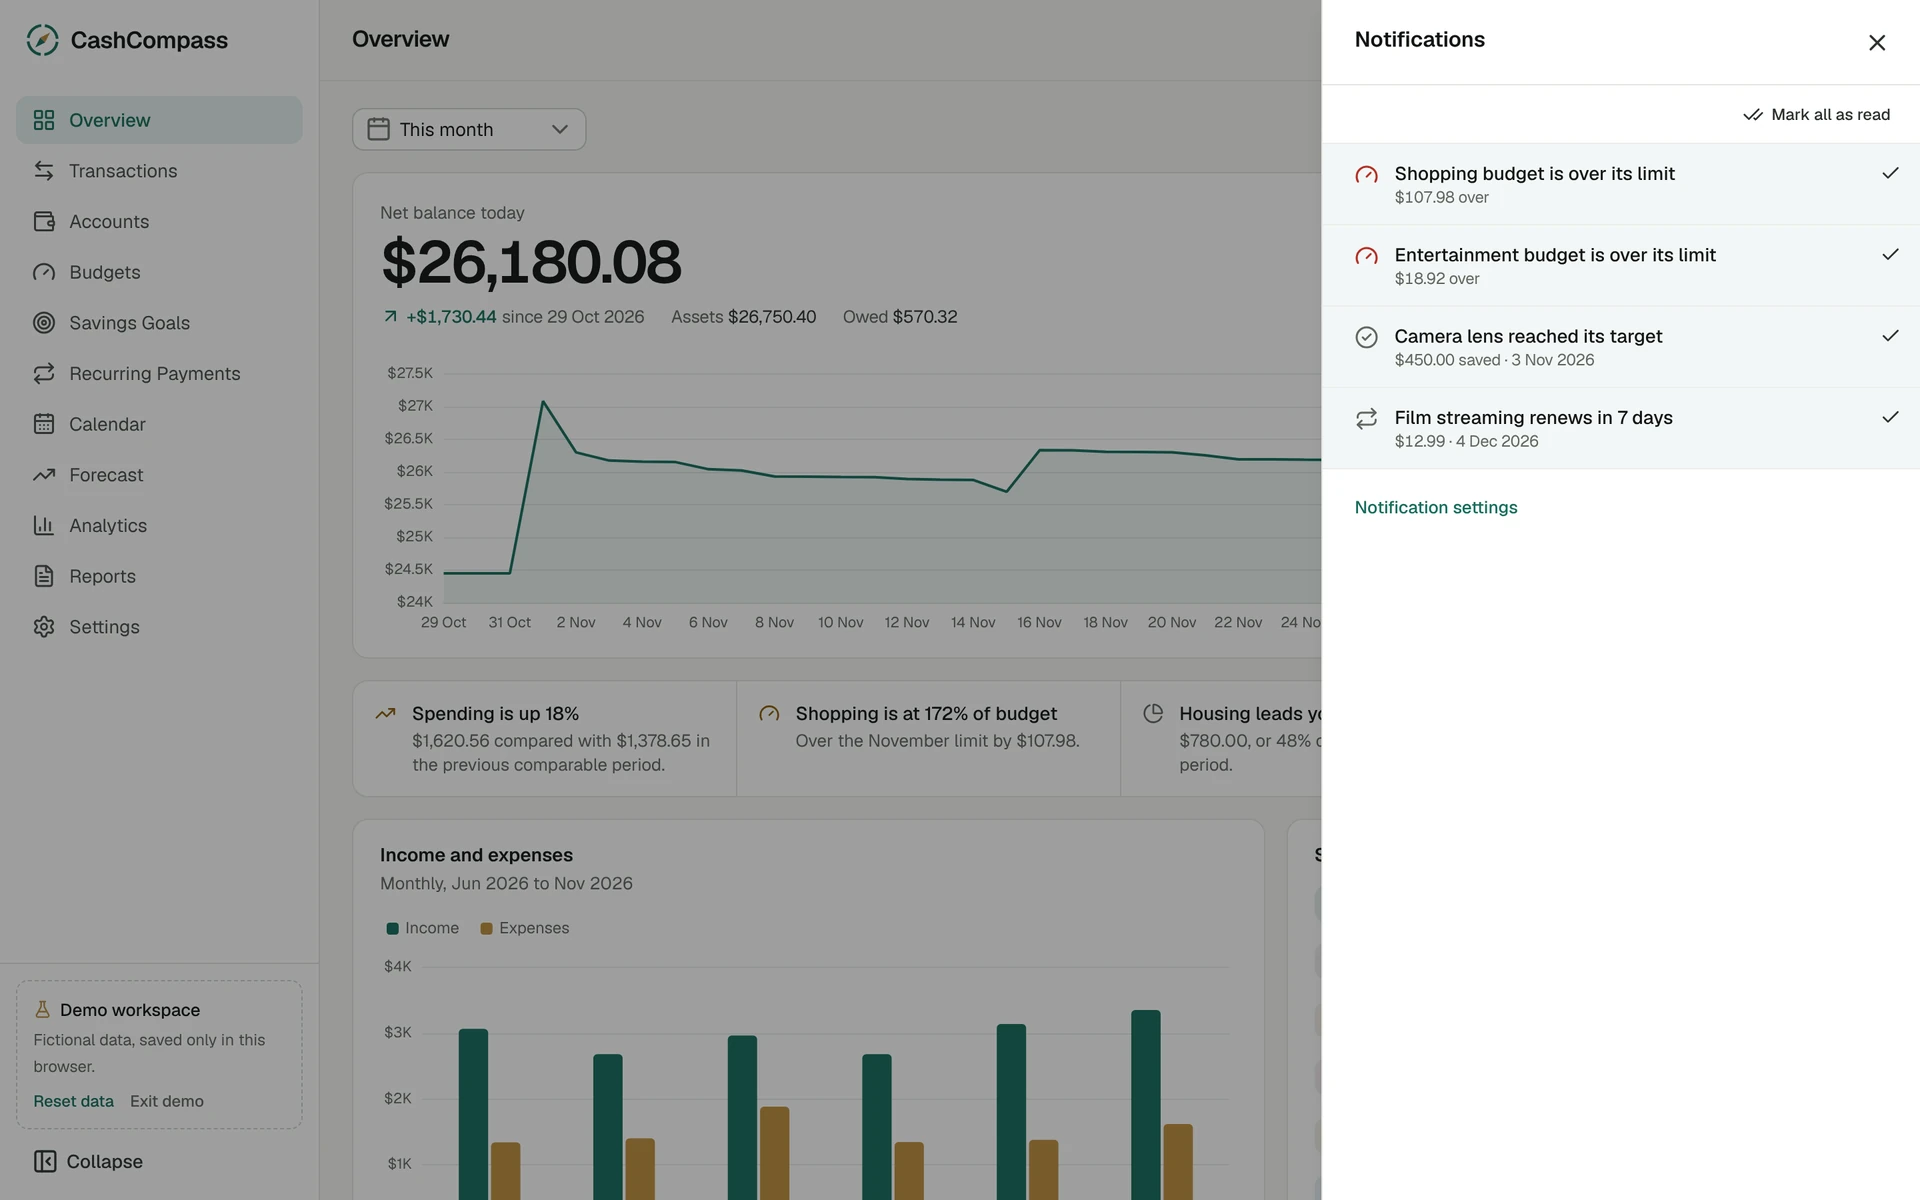 CashCompass
Overview
Transactions
Accounts
Budgets
Savings Goals
Recurring Payments
Calendar
Forecast
Analytics
Reports
Settings
Demo workspace
Fictional data, saved only in this
browser.
Reset data Exit demo
Collapse
Overview
This month
Net balance today
$26,180.08
+$1,730.44 since 29 Oct 2026 Assets $26,750.40 Owed $570.32
$27.5K
$27K
$26.5K
$26K
$25.5K
$25K
$24.5K
$24K
29 Oct 31 Oct 2 Nov 4 Nov 6 Nov 8 Nov 10 Nov 12 Nov 14 Nov 16 Nov 18 Nov 20 Nov 22 Nov 24 No
Spending is up 18%
$1,620.56 compared with $1,378.65 in
the previous comparable period.
Shopping is at 172% of budget
Over the November limit by $107.98.
Housing leads
$780.00, or 48%
period.
Income and expenses
Monthly, Jun 2026 to Nov 2026
Income Expenses
$4K
$3K
$2K
$1K
Notifications
Mark all as read
Shopping budget is over its limit
$107.98 over
Entertainment budget is over its limit
$18.92 over
Camera lens reached its target
$450.00 saved · 3 Nov 2026
Film streaming renews in 7 days
$12.99 · 4 Dec 2026
Notification settings